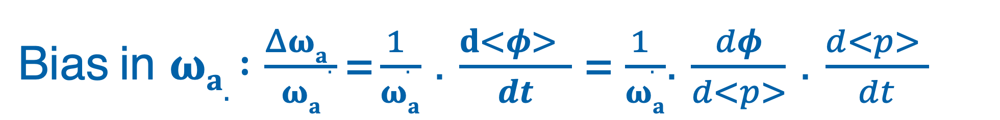 Bias in ωₐ. : Δωₐ/ωₐ = 1/ωₐ . d<ϕ>/dt = 1/ωₐ . dϕ/d<p> . d<p>/dt